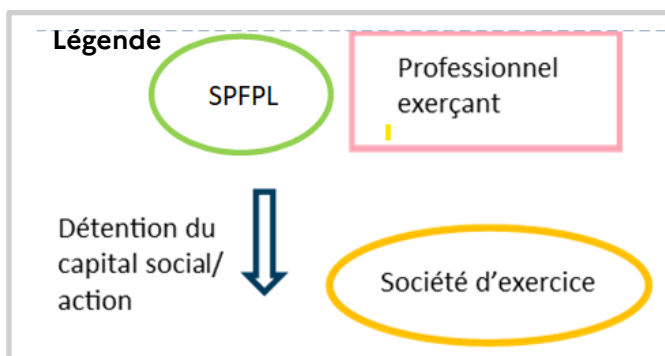 Légende
SPFPL
Professionnel
exerçant
Détention du
capital social/
action
Société d'exercice